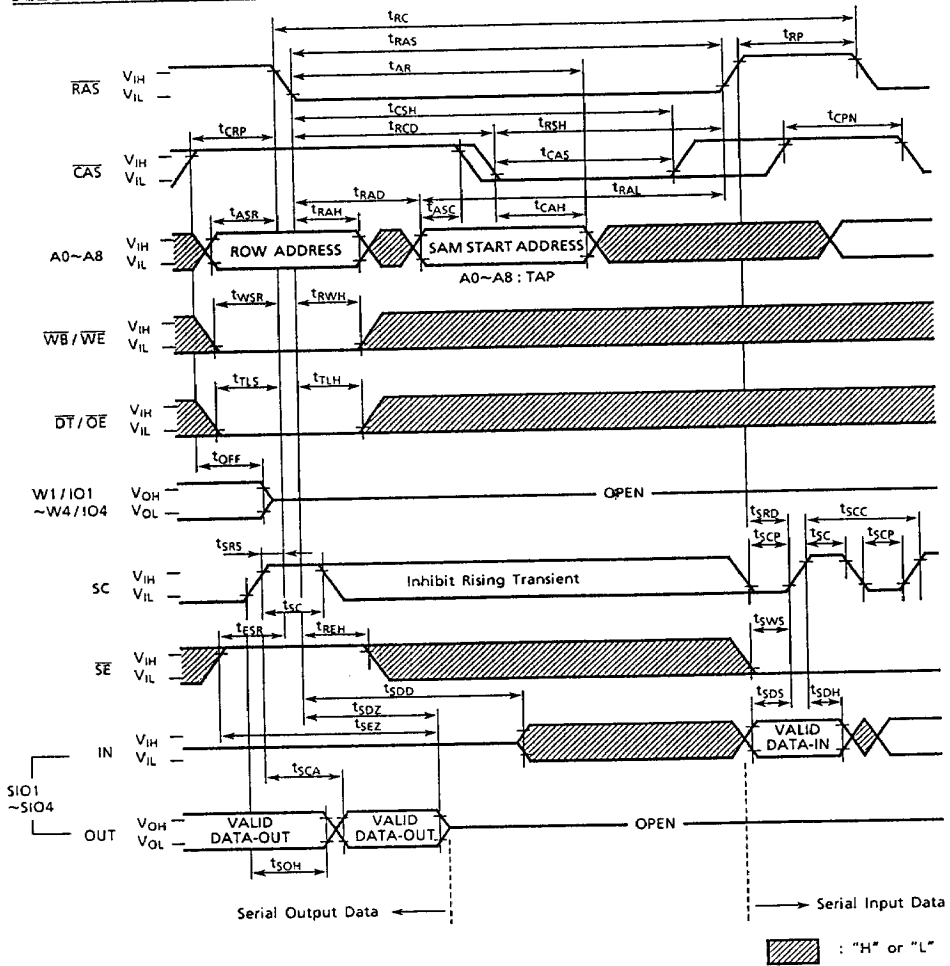 tRC
tRAS
tRP
tAR
RAS VIH
VIL
tCSH
tCRP tRCD tRSH tCPN
CAS VIH
VIL
tCAS
tRAD tRAL
tASR tRAH tASC tCAH
A0~A8 VIH
VIL
ROW ADDRESS SAM START ADDRESS
A0~A8 : TAP
tWSR tRWH
WB / WE VIH
VIL
tTLS tTLH
DT / OE VIH
VIL
tOFF
W1/IO1
~W4/IO4
VOH
VOL
OPEN
tSRD tSCC
tSCP tSC tSCP
tSRS
SC VIH
VIL
Inhibit Rising Transient
tSC
tSWS
tESR tREH
SE VIH
VIL
tSDD
tSDS tSDH
tSDZ
tSEZ
IN VIH
VIL
VALID
DATA-IN
SIO1
~SIO4
tSCA
OUT VOH
VOL
VALID
DATA-OUT
VALID
DATA-OUT
OPEN
tSOH
Serial Output Data
Serial Input Data
: "H" or "L"